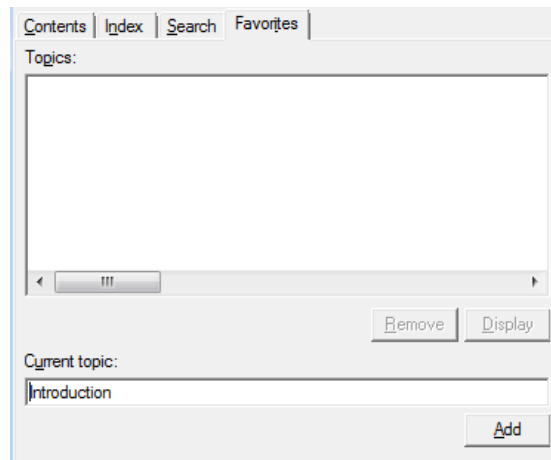 Contents Index Search Favorites
Topics:
Remove Display
Current topic:
Introduction
Add